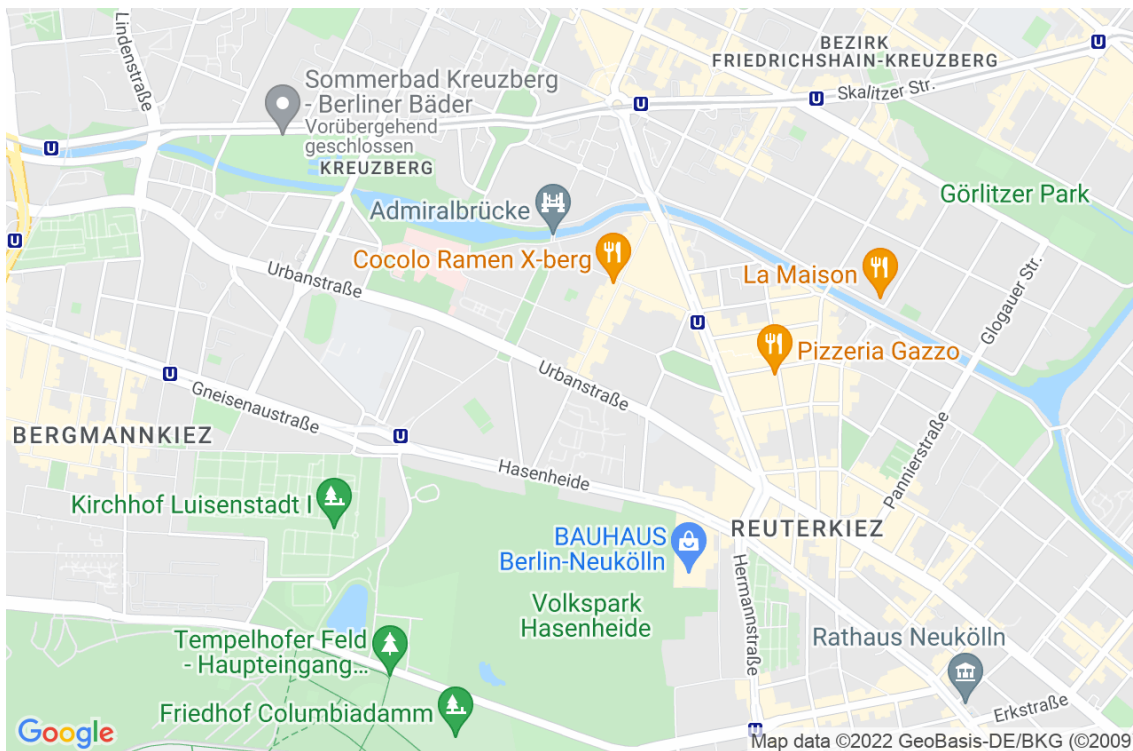 Lindenstraße
BEZIRK
FRIEDRICHSHAIN-KREUZBERG
U
Sommerbad Kreuzberg
- Berliner Bäder
Vorübergehend
geschlossen
U
U
Skalitzer Str.
U
KREUZBERG
Görlitzer Park
Admiralbrücke
U
Cocolo Ramen X-berg
La Maison
Urbanstraße
Glogauer Str.
U
Pizzeria Gazzo
U
Gneisenaustraße
Urbanstraße
BERGMANNKIEZ
U
Pannierstraße
Hasenheide
Kirchhof Luisenstadt I
REUTERKIEZ
BAUHAUS
Berlin-Neukölln
Hermannstraße
Volkspark
Hasenheide
Tempelhofer Feld
- Haupteingang...
Rathaus Neukölln
Friedhof Columbiadamm
Erkstraße
Google
Map data ©2022 GeoBasis-DE/BKG (©2009